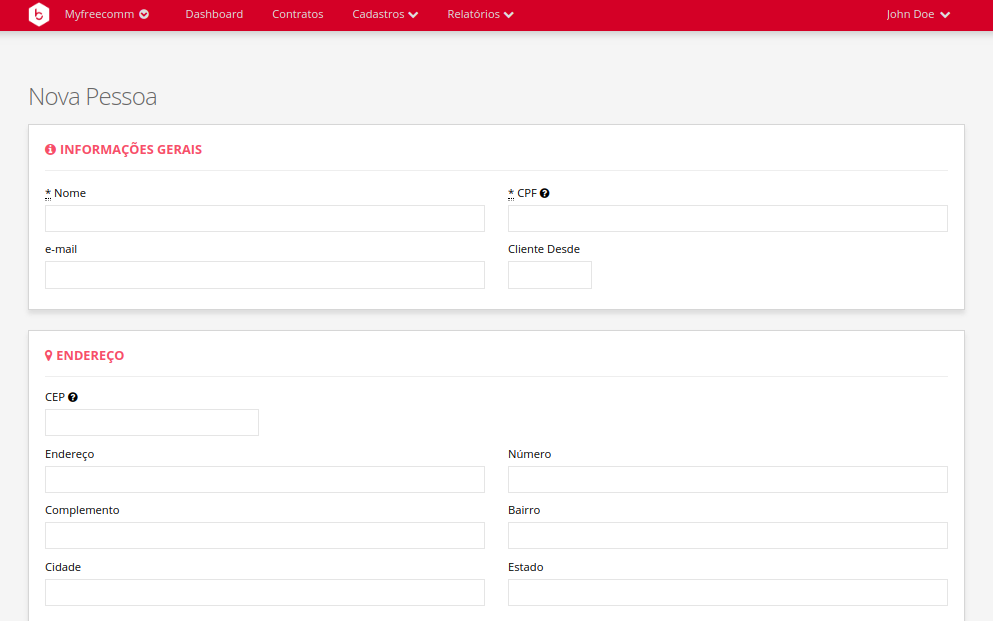 Myfreecomm Dashboard Contratos Cadastros Relatórios John Doe
Nova Pessoa
INFORMAÇÕES GERAIS
* Nome * CPF
e-mail Cliente Desde
ENDEREÇO
CEP
Endereço Número
Complemento Bairro
Cidade Estado